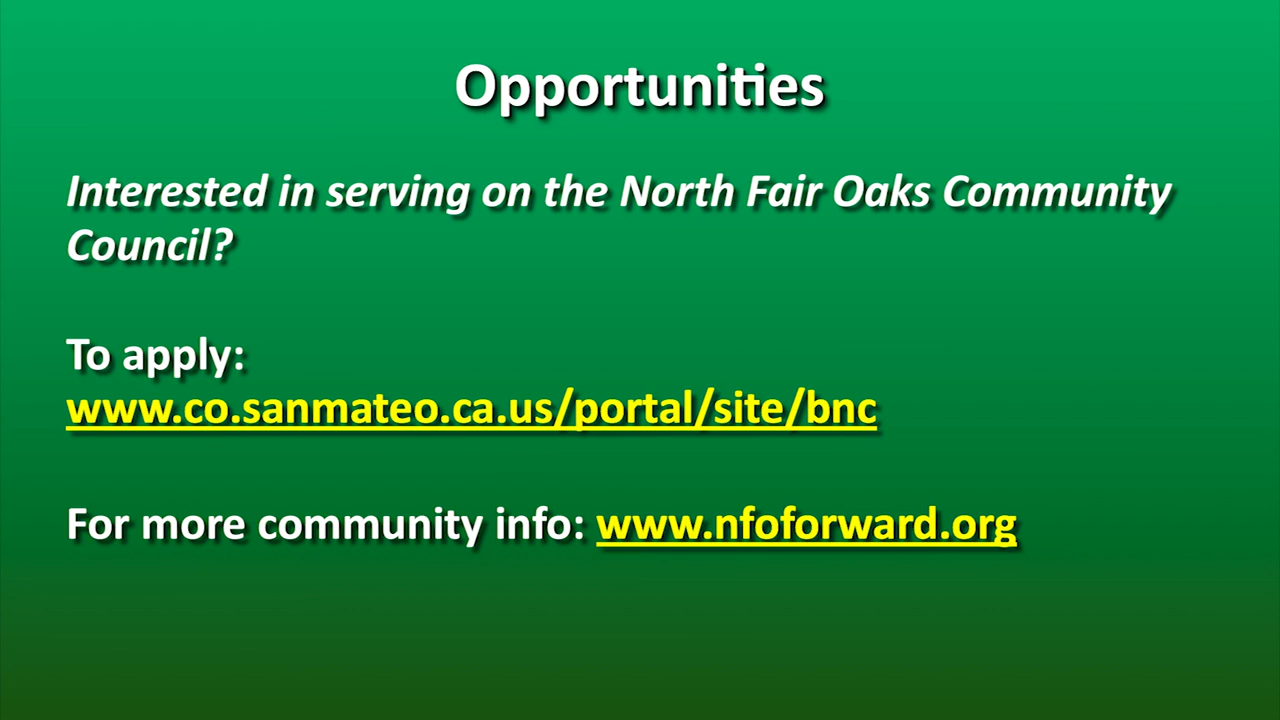 Opportunities
Interested in serving on the North Fair Oaks Community
Council?
To apply:
www.co.sanmateo.ca.us/portal/site/bnc
For more community info: www.nfoforward.org